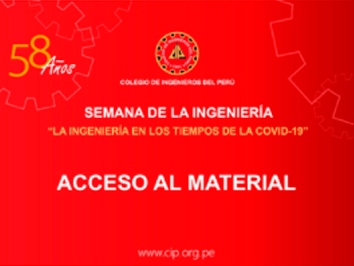 58
Años
COLEGIO DE INGENIEROS DEL PERÚ
SEMANA DE LA INGENIERÍA
“LA INGENIERÍA EN LOS TIEMPOS DE LA COVID-19”
ACCESO AL MATERIAL
www.cip.org.pe